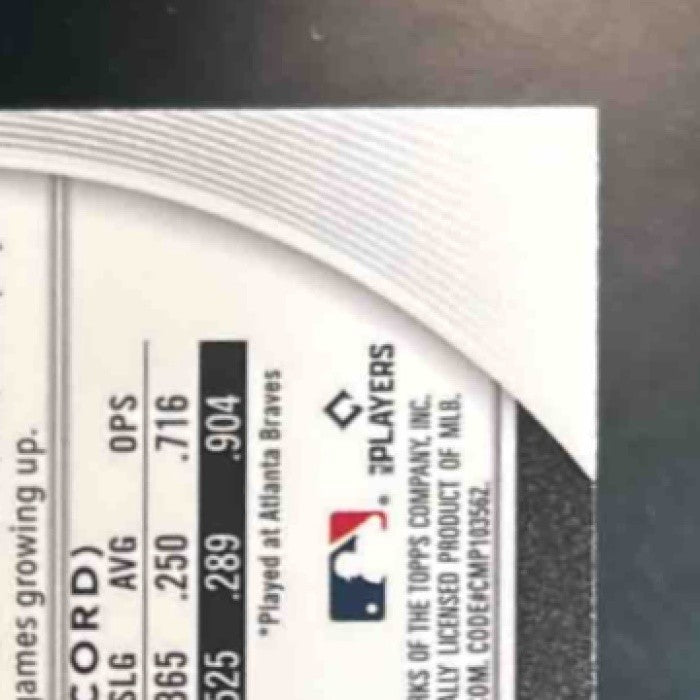 games growing up.
CORD)
SLG AVG OPS
365 .250 .716
525 .289 .904
*Played at Atlanta Braves
PLAYERS
RKS OF THE TOPPS COMPANY, INC.
ALLY LICENSED PRODUCT OF MLB.
OM. CODE#CMP103562.